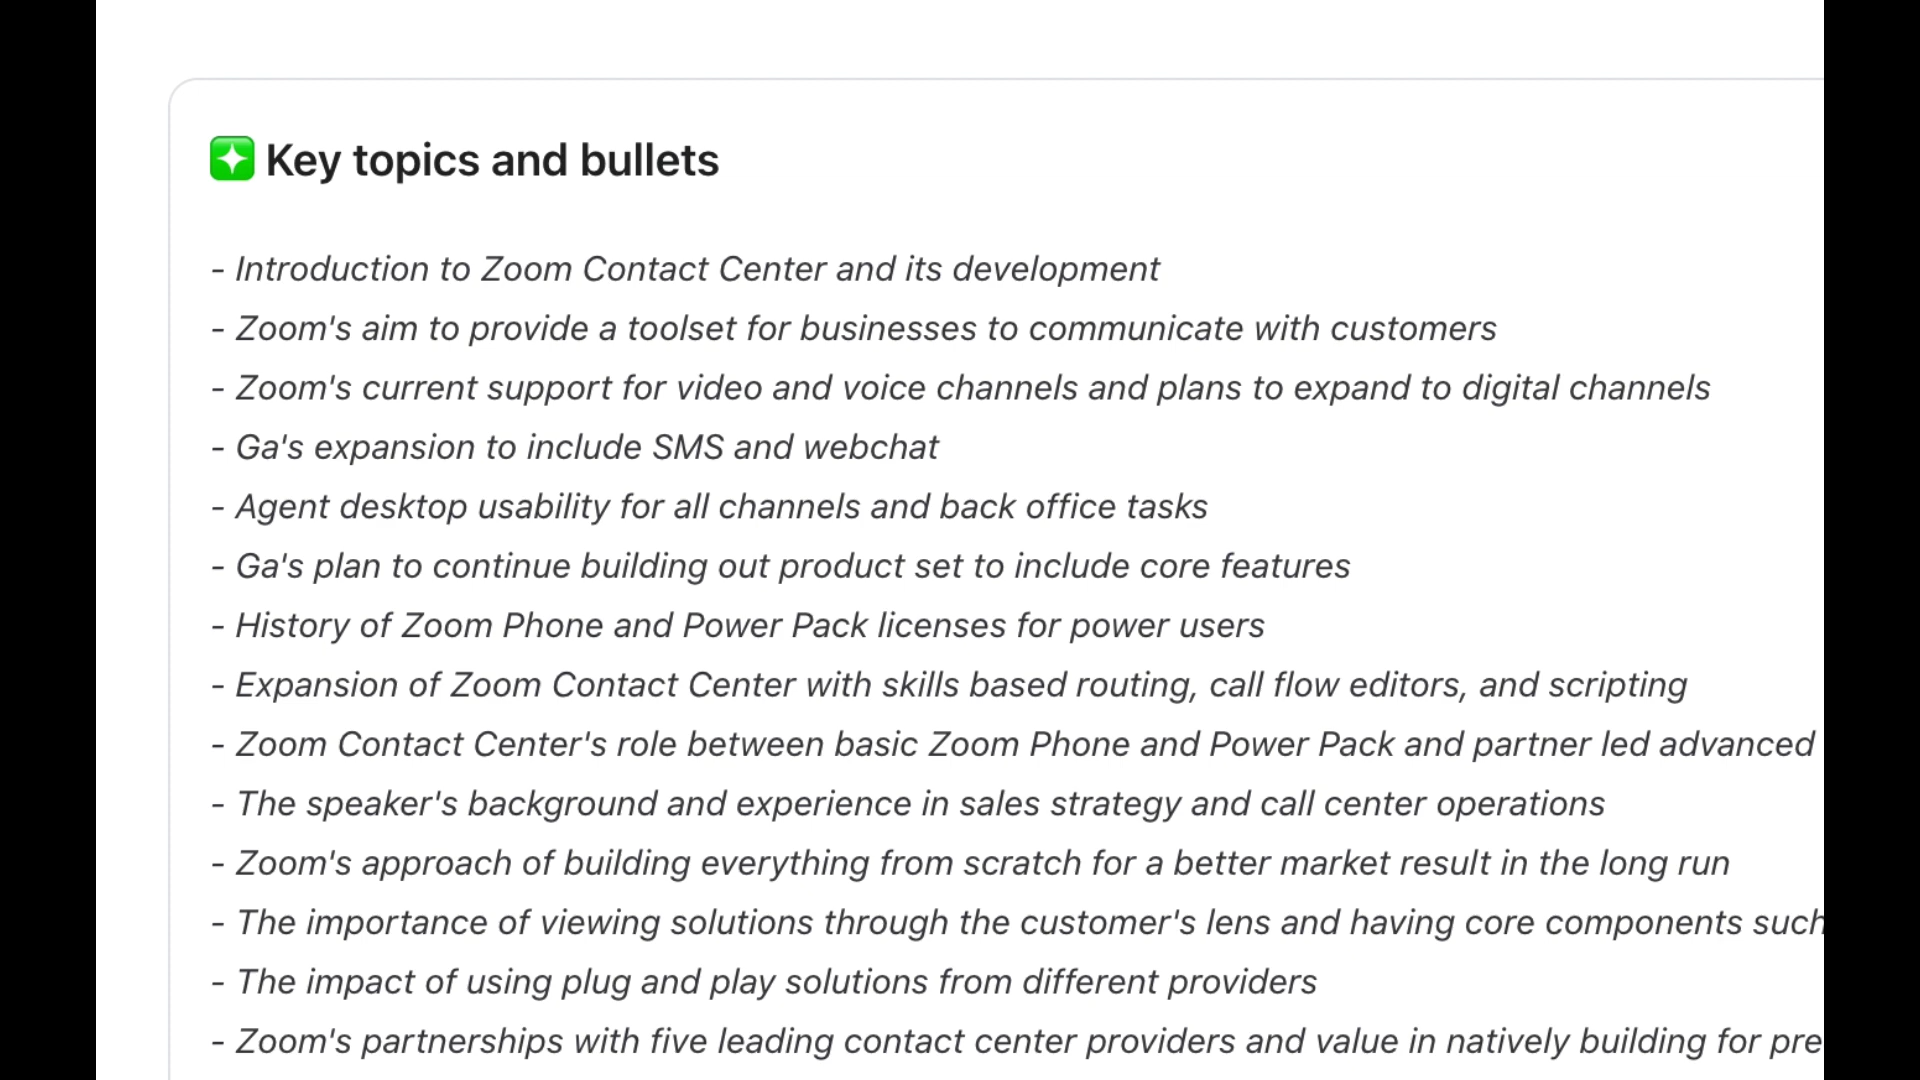 Key topics and bullets
- Introduction to Zoom Contact Center and its development
- Zoom's aim to provide a toolset for businesses to communicate with customers
- Zoom's current support for video and voice channels and plans to expand to digital channels
- Ga's expansion to include SMS and webchat
- Agent desktop usability for all channels and back office tasks
- Ga's plan to continue building out product set to include core features
- History of Zoom Phone and Power Pack licenses for power users
- Expansion of Zoom Contact Center with skills based routing, call flow editors, and scripting
- Zoom Contact Center's role between basic Zoom Phone and Power Pack and partner led advanced
- The speaker's background and experience in sales strategy and call center operations
- Zoom's approach of building everything from scratch for a better market result in the long run
- The importance of viewing solutions through the customer's lens and having core components such
- The impact of using plug and play solutions from different providers
- Zoom's partnerships with five leading contact center providers and value in natively building for pre